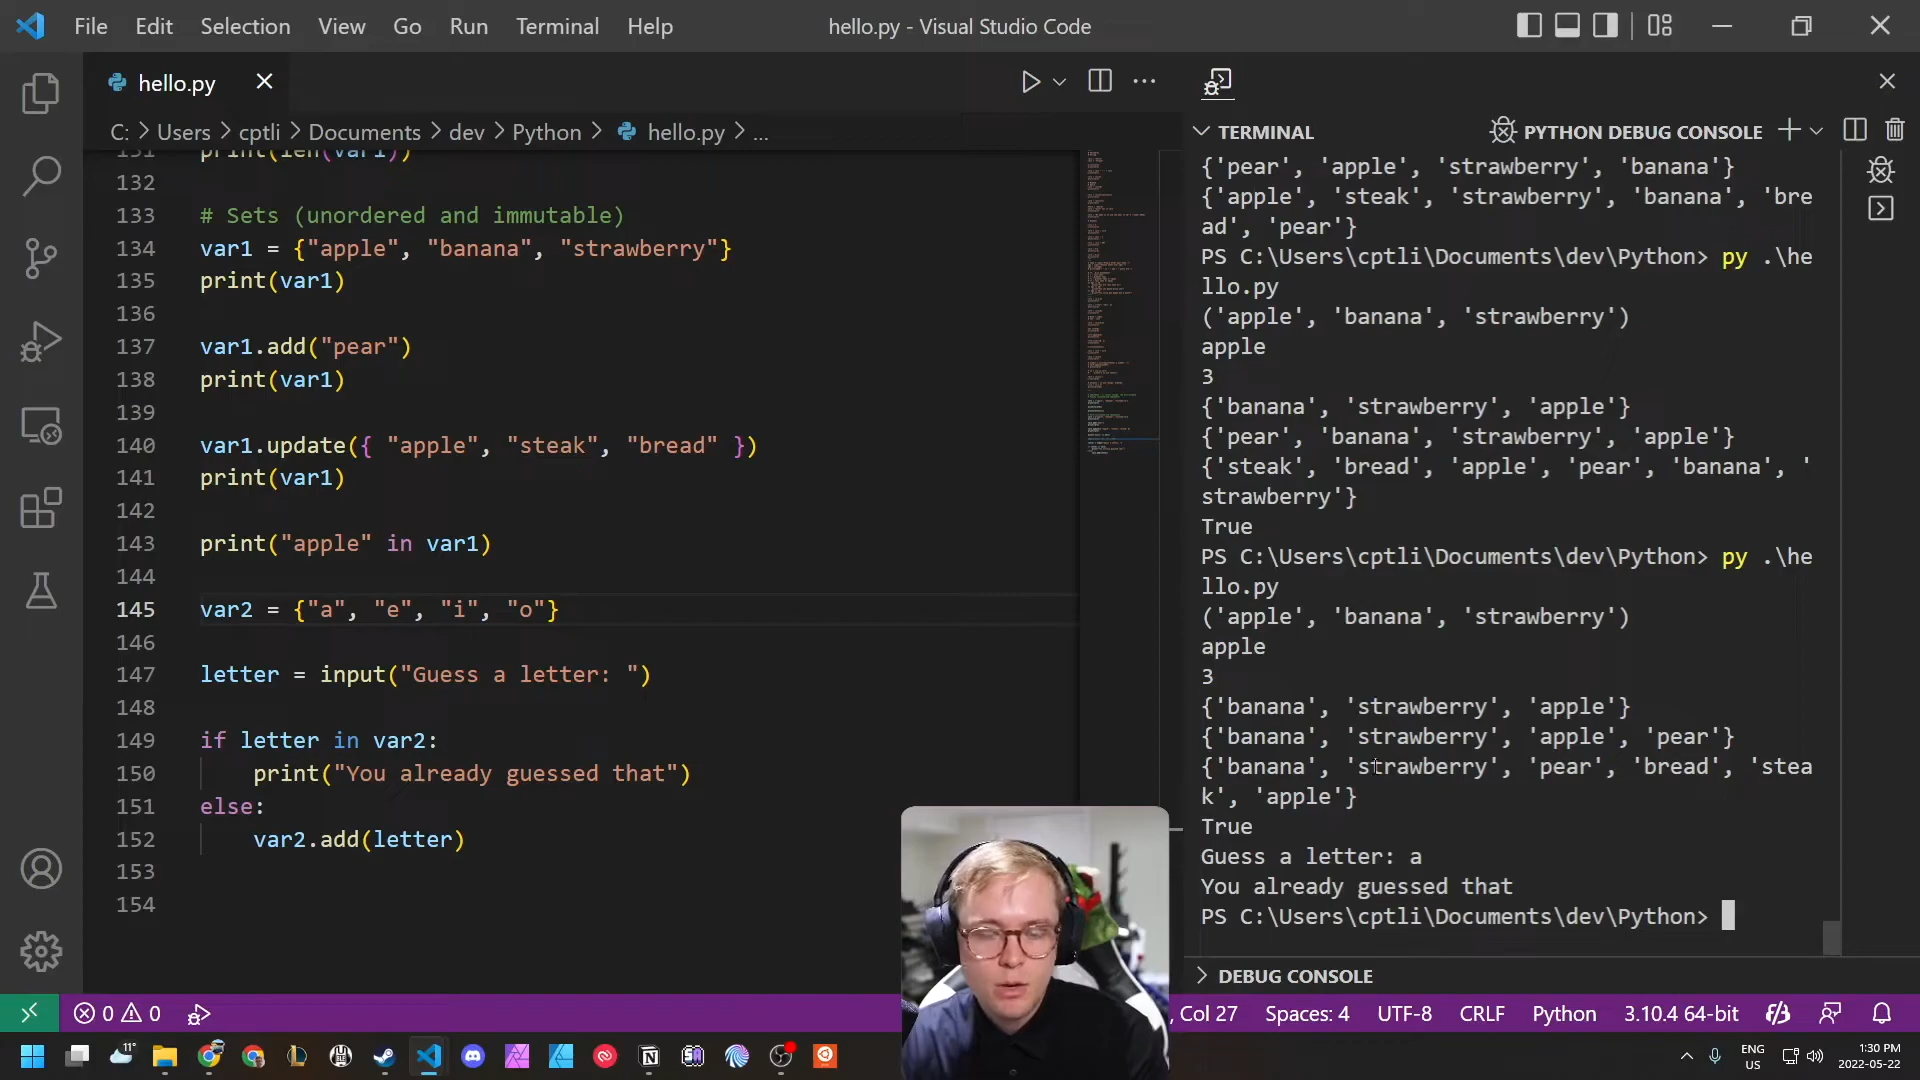 File Edit Selection View Go Run Terminal Help
hello.py - Visual Studio Code
hello.py
C: > Users > cptli > Documents > dev > Python > hello.py > ...
131 print(len(var1))
132
133 # Sets (unordered and immutable)
134 var1 = {"apple", "banana", "strawberry"}
135 print(var1)
136
137 var1.add("pear")
138 print(var1)
139
140 var1.update({ "apple", "steak", "bread" })
141 print(var1)
142
143 print("apple" in var1)
144
145 var2 = {"a", "e", "i", "o"}
146
147 letter = input("Guess a letter: ")
148
149 if letter in var2:
150 print("You already guessed that")
151 else:
152 var2.add(letter)
153
154
TERMINAL
PYTHON DEBUG CONSOLE
{'pear', 'apple', 'strawberry', 'banana'}
{'apple', 'steak', 'strawberry', 'banana', 'bre
ad', 'pear'}
PS C:\Users\cptli\Documents\dev\Python> py .\he
llo.py
('apple', 'banana', 'strawberry')
apple
3
{'banana', 'strawberry', 'apple'}
{'pear', 'banana', 'strawberry', 'apple'}
{'steak', 'bread', 'apple', 'pear', 'banana', '
strawberry'}
True
PS C:\Users\cptli\Documents\dev\Python> py .\he
llo.py
('apple', 'banana', 'strawberry')
apple
3
{'banana', 'strawberry', 'apple'}
{'banana', 'strawberry', 'apple', 'pear'}
{'banana', 'strawberry', 'pear', 'bread', 'stea
k', 'apple'}
True
Guess a letter: a
You already guessed that
PS C:\Users\cptli\Documents\dev\Python>
DEBUG CONSOLE
0 0
, Col 27 Spaces: 4 UTF-8 CRLF Python 3.10.4 64-bit
11°
ENG
US
1:30 PM
2022-05-22